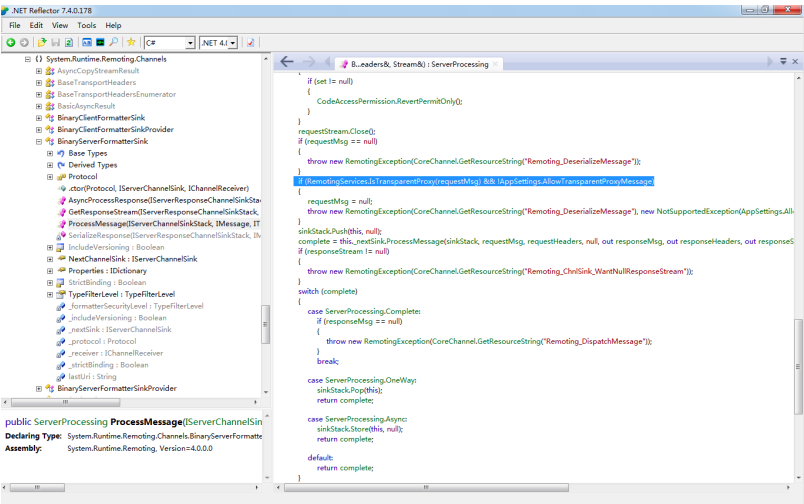 .NET Reflector 7.4.0.178
File Edit View Tools Help
C# .NET 4.(
System.Runtime.Remoting.Channels
AsyncCopyStreamResult
BaseTransportHeaders
BaseTransportHeadersEnumerator
BasicAsyncResult
BinaryClientFormatterSink
BinaryClientFormatterSinkProvider
BinaryServerFormatterSink
Base Types
Derived Types
Protocol
.ctor(Protocol, IServerChannelSink, IChannelReceiver)
AsyncProcessResponse(IServerResponseChannelSinkSta
GetResponseStream(IServerResponseChannelSinkStack,
ProcessMessage(IServerChannelSinkStack, IMessage, IT
SerializeResponse(IServerResponseChannelSinkStack, IM
IncludeVersioning : Boolean
NextChannelSink : IServerChannelSink
Properties : IDictionary
StrictBinding : Boolean
TypeFilterLevel : TypeFilterLevel
_formatterSecurityLevel : TypeFilterLevel
_includeVersioning : Boolean
_nextSink : IServerChannelSink
_protocol : Protocol
_receiver : IChannelReceiver
_strictBinding : Boolean
lastUri : String
BinaryServerFormatterSinkProvider
public ServerProcessing ProcessMessage(IServerChannelSin
Declaring Type: System.Runtime.Remoting.Channels.BinaryServerFormatte
Assembly: System.Runtime.Remoting, Version=4.0.0.0
B...eaders&, Stream&) : ServerProcessing
if (set != null)
{
CodeAccessPermission.RevertPermitOnly();
}
}
requestStream.Close();
if (requestMsg == null)
{
throw new RemotingException(CoreChannel.GetResourceString("Remoting_DeserializeMessage"));
}
if (RemotingServices.IsTransparentProxy(requestMsg) && !AppSettings.AllowTransparentProxyMessage)
{
requestMsg = null;
throw new RemotingException(CoreChannel.GetResourceString("Remoting_DeserializeMessage"), new NotSupportedException(AppSettings.All
}
sinkStack.Push(this, null);
complete = this._nextSink.ProcessMessage(sinkStack, requestMsg, requestHeaders, null, out responseMsg, out responseHeaders, out responseS
if (responseStream != null)
{
throw new RemotingException(CoreChannel.GetResourceString("Remoting_ChnlSink_WantNullResponseStream"));
}
switch (complete)
{
case ServerProcessing.Complete:
if (responseMsg == null)
{
throw new RemotingException(CoreChannel.GetResourceString("Remoting_DispatchMessage"));
}
break;
case ServerProcessing.OneWay:
sinkStack.Pop(this);
return complete;
case ServerProcessing.Async:
sinkStack.Store(this, null);
return complete;
default:
return complete;
}